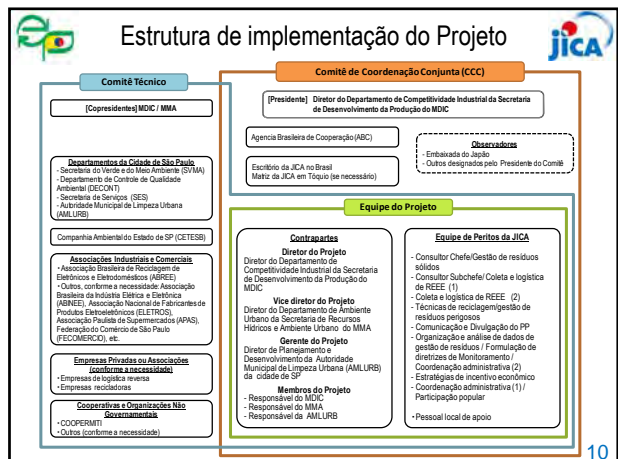 Estrutura de implementação do Projeto
jica
Comitê de Coordenação Conjunta (CCC)
Comitê Técnico
[Copresidentes] MDIC / MMA
[Presidente] Diretor do Departamento de Competitividade Industrial da Secretaria
de Desenvolvimento da Produção do MDIC
Agencia Brasileira de Cooperação (ABC)
Escritório da JICA no Brasil
Matriz da JICA em Tóquio (se necessário)
Observadores
- Embaixada do Japão
- Outros designados pelo Presidente do Comitê
Departamentos da Cidade de São Paulo
- Secretaria do Verde e do Meio Ambiente (SVMA)
- Departamento de Controle de Qualidade
Ambiental (DECONT)
- Secretaria de Serviços (SES)
- Autoridade Municipal de Limpeza Urbana
(AMLURB)
Companhia Ambiental do Estado de SP (CETESB)
Associações Industriais e Comerciais
• Associação Brasileira de Reciclagem de
Eletrônicos e Eletrodomésticos (ABREE)
• Outros, conforme a necessidade: Associação
Brasileira da Indústria Elétrica e Eletrônica
(ABINEE), Associação Nacional de Fabricantes de
Produtos Eletroeletrônicos (ELETROS),
Associação Paulista de Supermercados (APAS),
Federação do Comércio de São Paulo
(FECOMERCIO), etc.
Empresas Privadas ou Associações
(conforme a necessidade)
• Empresas de logística reversa
• Empresas recicladoras
Cooperativas e Organizações Não
Governamentais
• COOPERMITI
• Outros (conforme a necessidade)
Equipe do Projeto
Contrapartes
Diretor do Projeto
Diretor do Departamento de
Competitividade Industrial da Secretaria
de Desenvolvimento da Produção do
MDIC
Vice diretor do Projeto
Diretor do Departamento de Ambiente
Urbano da Secretaria de Recursos
Hídricos e Ambiente Urbano do MMA
Gerente do Projeto
Diretor de Planejamento e
Desenvolvimento da Autoridade
Municipal de Limpeza Urbana (AMLURB)
da cidade de SP
Membros do Projeto
- Responsável do MDIC
- Responsável do MMA
- Responsável da AMLURB
Equipe de Peritos da JICA
- Consultor Chefe/Gestão de resíduos
sólidos
- Consultor Subchefe/ Coleta e logística
de REEE (1)
- Coleta e logística de REEE (2)
- Técnicas de reciclagem/gestão de
resíduos perigosos
- Comunicação e Divulgação do PP
- Organização e análise de dados de
gestão de resíduos / Formulação de
diretrizes de Monitoramento /
Coordenação administrativa (2)
- Estratégias de incentivo econômico
- Coordenação administrativa (1) /
Participação popular
• Pessoal local de apoio
10